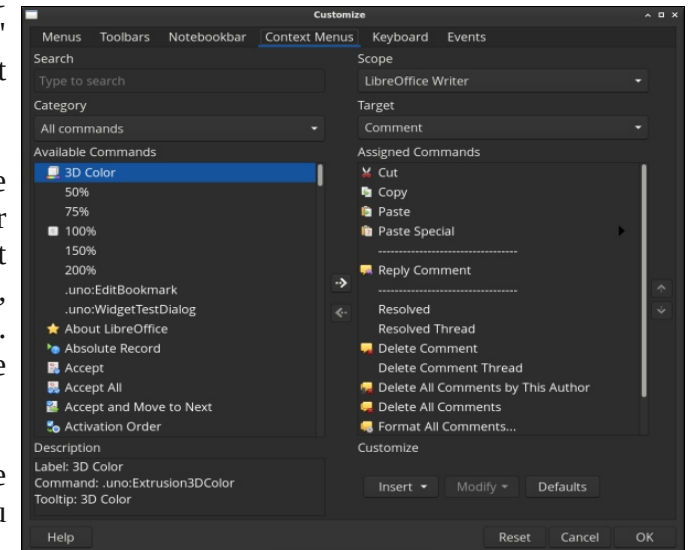 Customize
Menus Toolbars Notebookbar Context Menus Keyboard Events
Search
Type to search
Category
All commands
Available Commands
3D Color
50%
75%
100%
150%
200%
.uno:EditBookmark
.uno:WidgetTestDialog
About LibreOffice
Absolute Record
Accept
Accept All
Accept and Move to Next
Activation Order
Description
Label: 3D Color
Command: .uno:Extrusion3DColor
Tooltip: 3D Color
Scope
LibreOffice Writer
Target
Comment
Assigned Commands
Cut
Copy
Paste
Paste Special
----------------------------------
Reply Comment
----------------------------------
Resolved
Resolved Thread
Delete Comment
Delete Comment Thread
Delete All Comments by This Author
Delete All Comments
Format All Comments...
Customize
Insert Modify Defaults
Help Reset Cancel OK